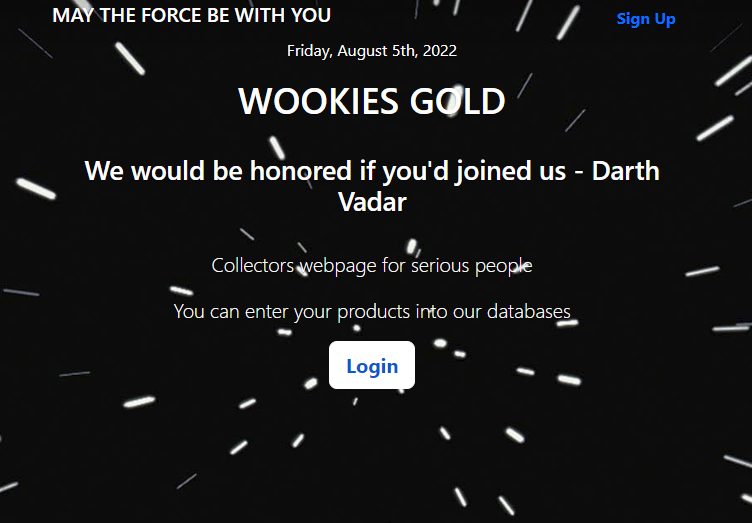 MAY THE FORCE BE WITH YOU
Sign Up
Friday, August 5th, 2022
WOOKIES GOLD
We would be honored if you'd joined us - Darth
Vadar
Collectors webpage for serious people
You can enter your products into our databases
Login